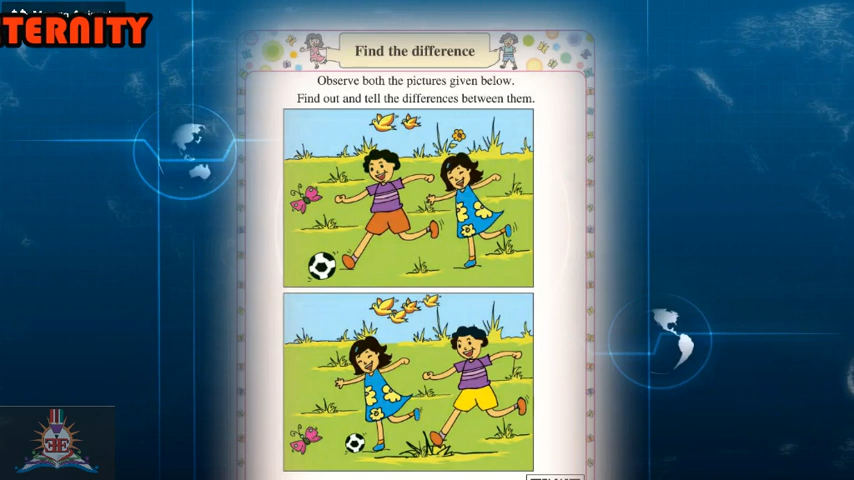 TERNITY
Find the difference
Observe both the pictures given below.
Find out and tell the differences between them.